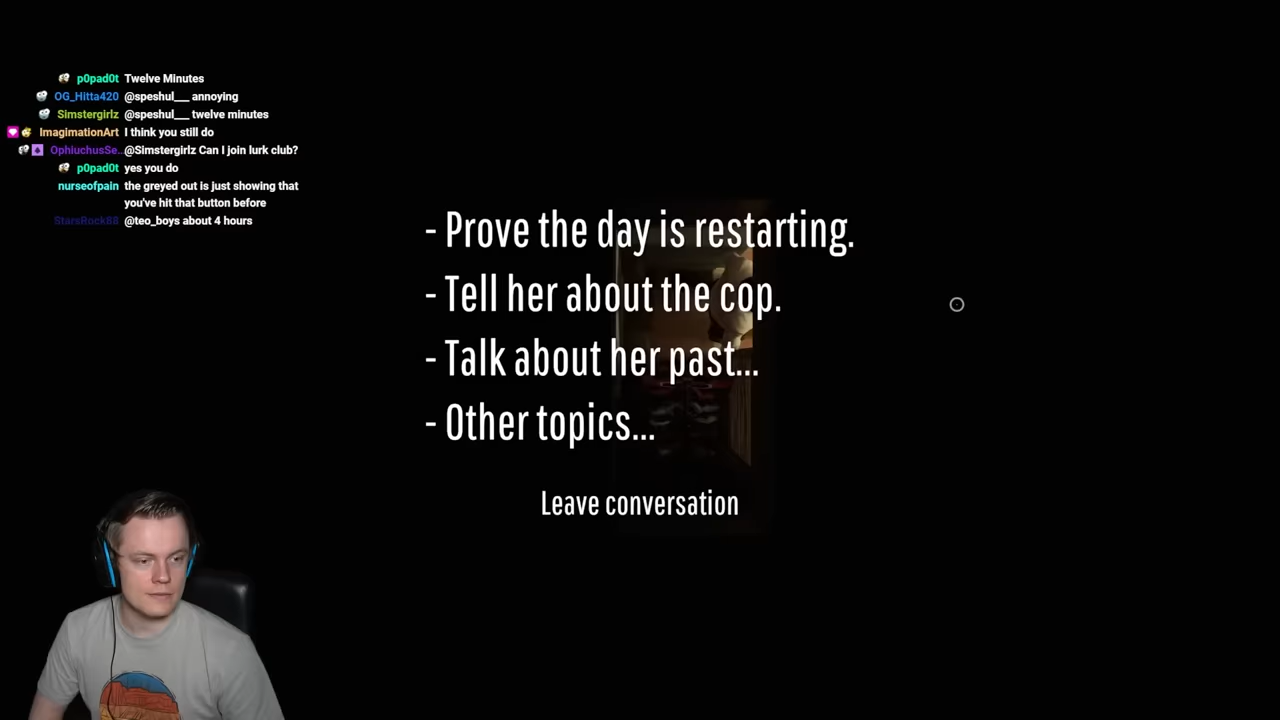 p0pad0t Twelve Minutes
OG_Hitta420 @speshul___ annoying
Simstergirlz @speshul___ twelve minutes
ImagimationArt I think you still do
OphiuchusSe... @Simstergirlz Can I join lurk club?
p0pad0t yes you do
nurseofpain the greyed out is just showing that
you've hit that button before
StarsRock88 @teo_boys about 4 hours
- Prove the day is restarting.
- Tell her about the cop.
- Talk about her past...
- Other topics...
Leave conversation